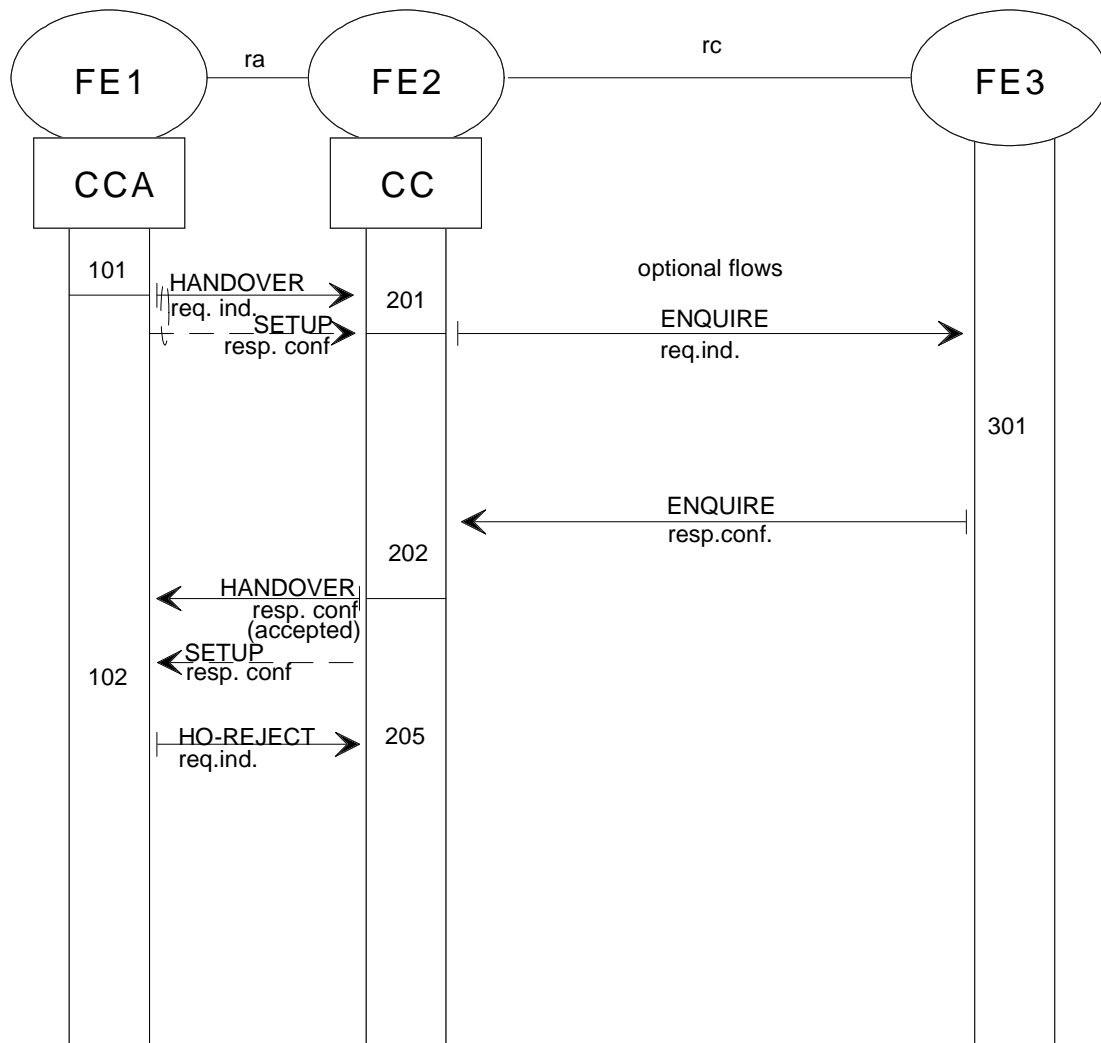 ra
rc
FE1
FE2
FE3
CCA
CC
101
HANDOVER
req. ind.
201
optional flows
SETUP
resp. conf
ENQUIRE
req.ind.
301
ENQUIRE
resp.conf.
202
HANDOVER
resp. conf
(accepted)
SETUP
resp. conf
102
HO-REJECT
req.ind.
205